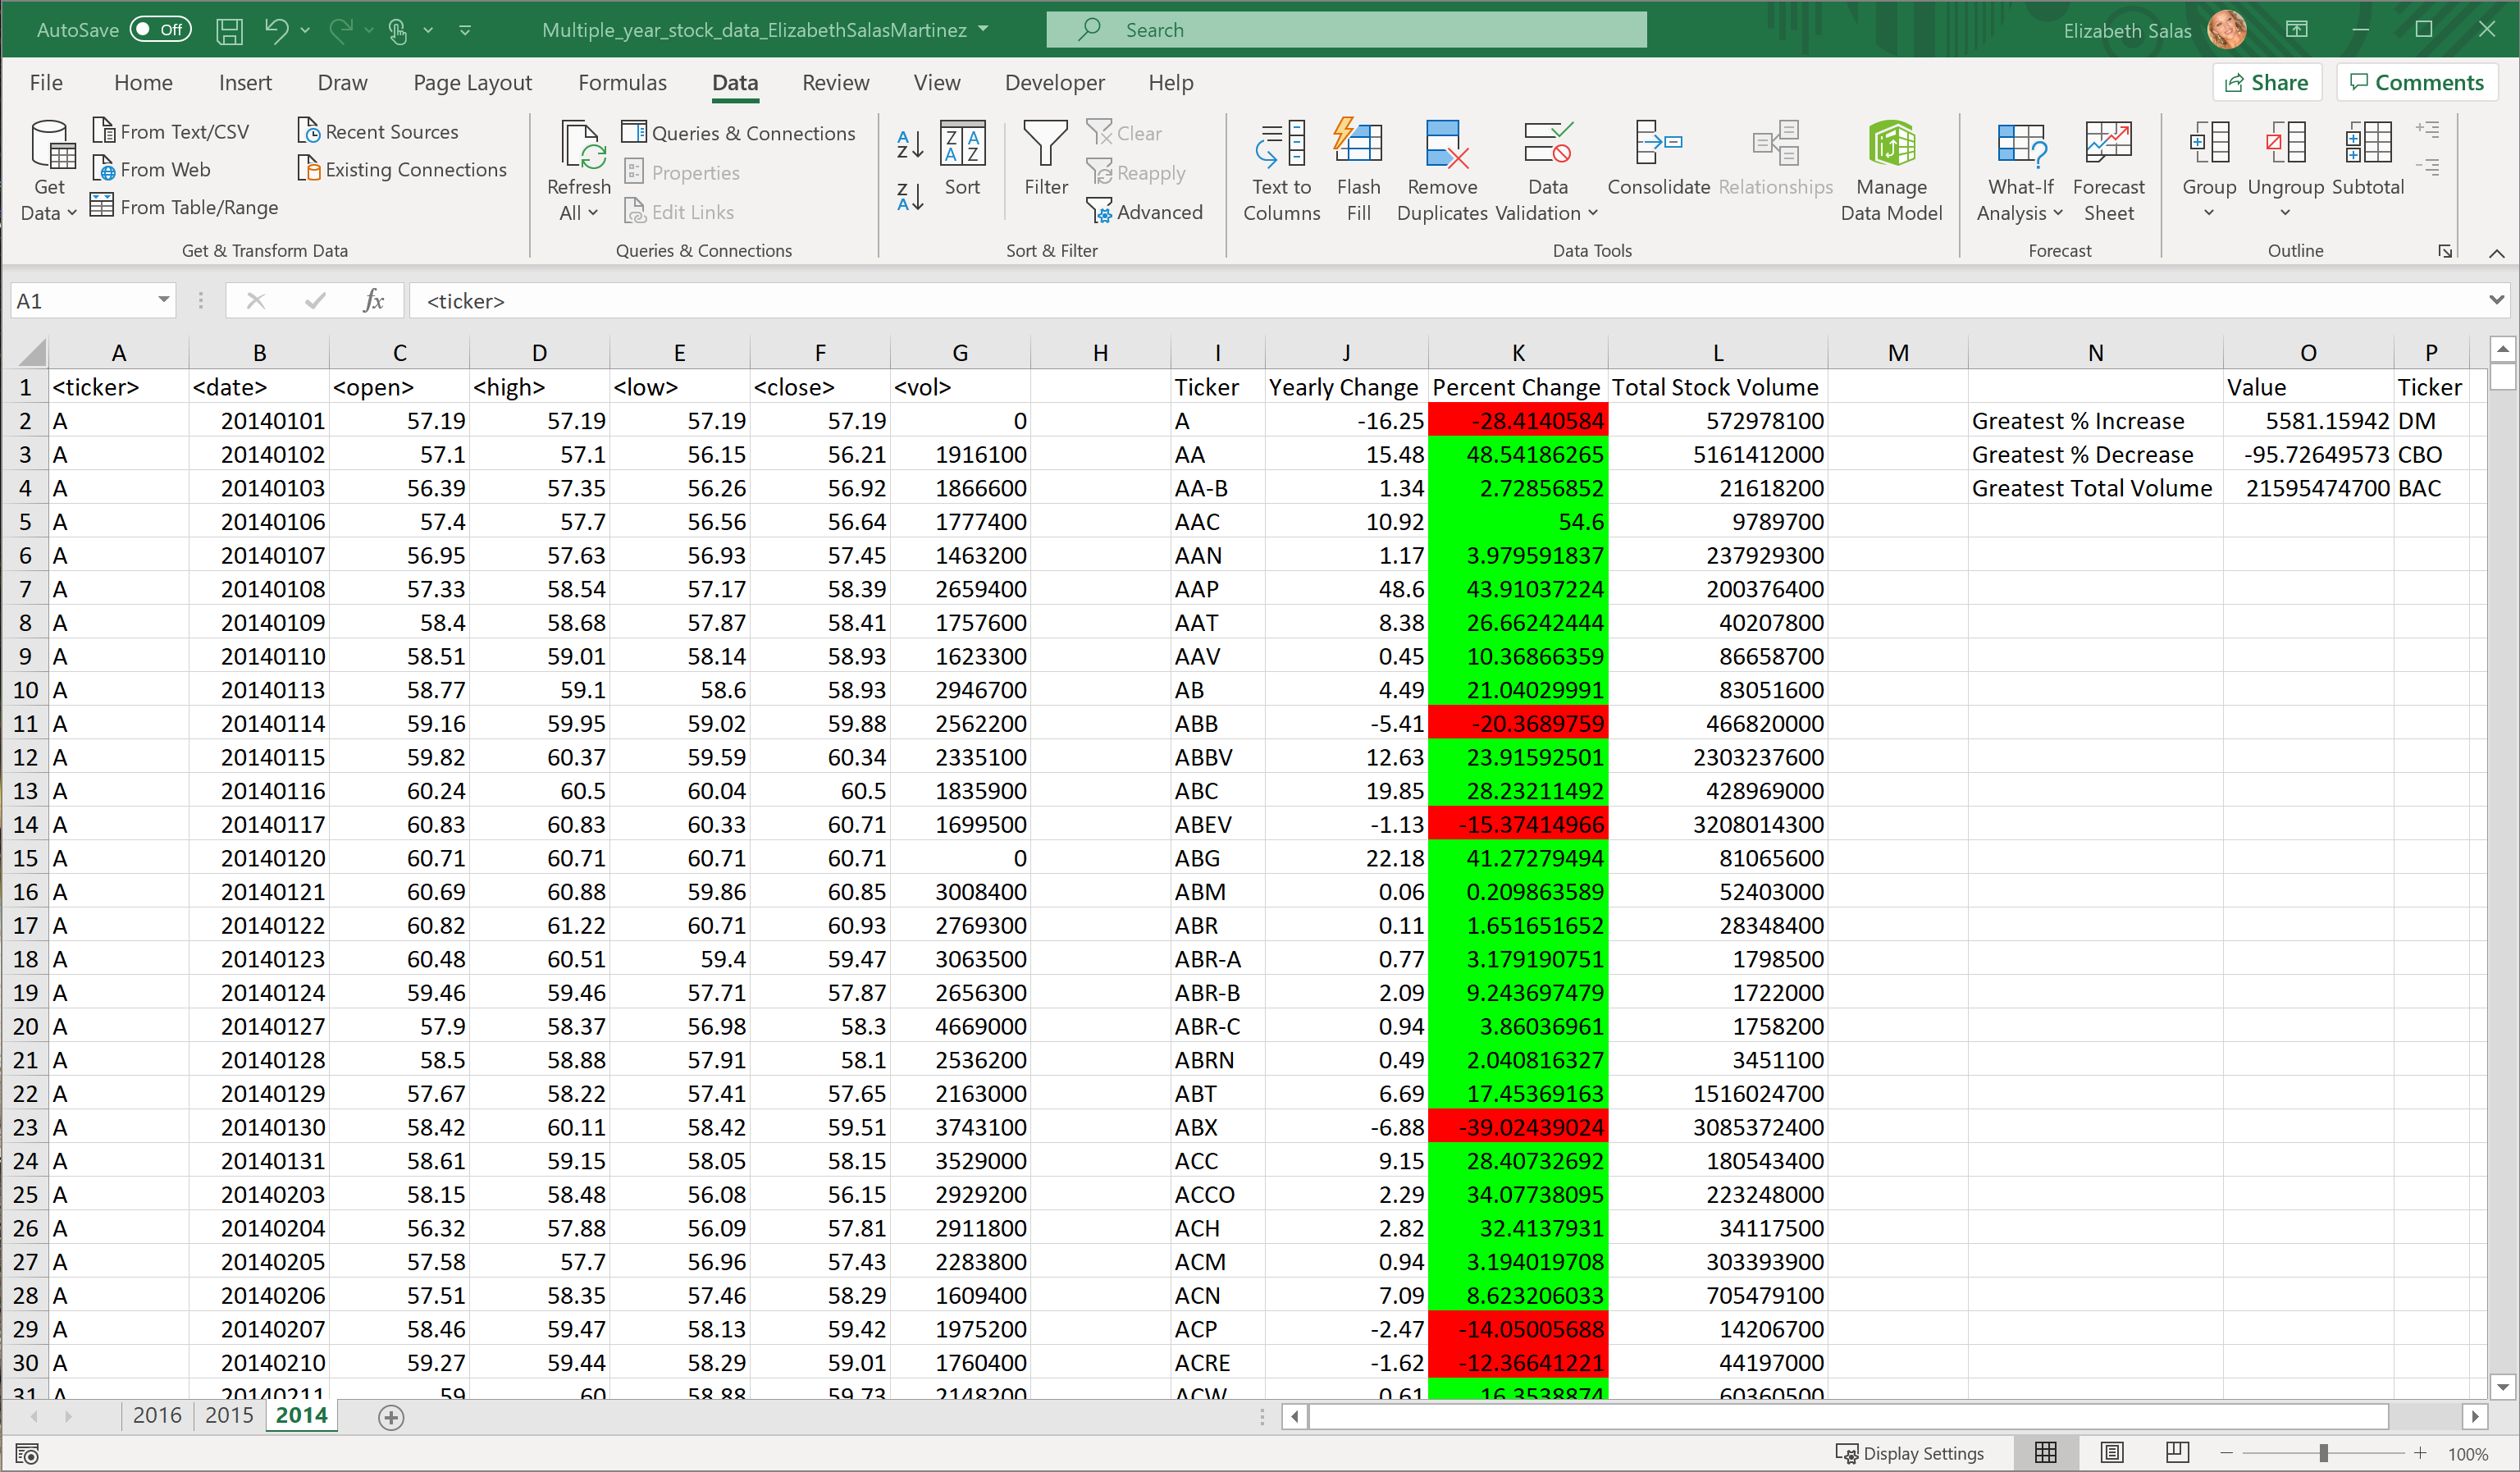 AutoSave Off Multiple_year_stock_data_ElizabethSalasMartinez Search Elizabeth Salas
File Home Insert Draw Page Layout Formulas Data Review View Developer Help Share Comments
Get Data From Text/CSV From Web From Table/Range Recent Sources Existing Connections
Refresh All Queries & Connections Properties Edit Links
Sort Filter Clear Reapply Advanced
Text to Columns Flash Fill Remove Duplicates Data Validation Consolidate Relationships Manage Data Model
What-If Analysis Forecast Sheet Group Ungroup Subtotal
Get & Transform Data Queries & Connections Sort & Filter Data Tools Forecast Outline
A1 fx <ticker>
A B C D E F G H I J K L M N O P
1 <ticker> <date> <open> <high> <low> <close> <vol> Ticker Yearly Change Percent Change Total Stock Volume Value Ticker
2 A 20140101 57.19 57.19 57.19 57.19 0 A -16.25 -28.4140584 572978100 Greatest % Increase 5581.15942 DM
3 A 20140102 57.1 57.1 56.15 56.21 1916100 AA 15.48 48.54186265 5161412000 Greatest % Decrease -95.72649573 CBO
4 A 20140103 56.39 57.35 56.26 56.92 1866600 AA-B 1.34 2.72856852 21618200 Greatest Total Volume 21595474700 BAC
5 A 20140106 57.4 57.7 56.56 56.64 1777400 AAC 10.92 54.6 9789700
6 A 20140107 56.95 57.63 56.93 57.45 1463200 AAN 1.17 3.979591837 237929300
7 A 20140108 57.33 58.54 57.17 58.39 2659400 AAP 48.6 43.91037224 200376400
8 A 20140109 58.4 58.68 57.87 58.41 1757600 AAT 8.38 26.66242444 40207800
9 A 20140110 58.51 59.01 58.14 58.93 1623300 AAV 0.45 10.36866359 86658700
10 A 20140113 58.77 59.1 58.6 58.93 2946700 AB 4.49 21.04029991 83051600
11 A 20140114 59.16 59.95 59.02 59.88 2562200 ABB -5.41 -20.3689759 466820000
12 A 20140115 59.82 60.37 59.59 60.34 2335100 ABBV 12.63 23.91592501 2303237600
13 A 20140116 60.24 60.5 60.04 60.5 1835900 ABC 19.85 28.23211492 428969000
14 A 20140117 60.83 60.83 60.33 60.71 1699500 ABEV -1.13 -15.37414966 3208014300
15 A 20140120 60.71 60.71 60.71 60.71 0 ABG 22.18 41.27279494 81065600
16 A 20140121 60.69 60.88 59.86 60.85 3008400 ABM 0.06 0.209863589 52403000
17 A 20140122 60.82 61.22 60.71 60.93 2769300 ABR 0.11 1.651651652 28348400
18 A 20140123 60.48 60.51 59.4 59.47 3063500 ABR-A 0.77 3.179190751 1798500
19 A 20140124 59.46 59.46 57.71 57.87 2656300 ABR-B 2.09 9.243697479 1722000
20 A 20140127 57.9 58.37 56.98 58.3 4669000 ABR-C 0.94 3.86036961 1758200
21 A 20140128 58.5 58.88 57.91 58.1 2536200 ABRN 0.49 2.040816327 3451100
22 A 20140129 57.67 58.22 57.41 57.65 2163000 ABT 6.69 17.45369163 1516024700
23 A 20140130 58.42 60.11 58.42 59.51 3743100 ABX -6.88 -39.02439024 3085372400
24 A 20140131 58.61 59.15 58.05 58.15 3529000 ACC 9.15 28.40732692 180543400
25 A 20140203 58.15 58.48 56.08 56.15 2929200 ACCO 2.29 34.07738095 223248000
26 A 20140204 56.32 57.88 56.09 57.81 2911800 ACH 2.82 32.4137931 34117500
27 A 20140205 57.58 57.7 56.96 57.43 2283800 ACM 0.94 3.194019708 303393900
28 A 20140206 57.51 58.35 57.46 58.29 1609400 ACN 7.09 8.623206033 705479100
29 A 20140207 58.46 59.47 58.13 59.42 1975200 ACP -2.47 -14.05005688 14206700
30 A 20140210 59.27 59.44 58.29 59.01 1760400 ACRE -1.62 -12.36641221 44197000
31 A 20140211 59 60 58.88 59.73 2148200 ACW 0.61 16.3538874 60360500
2016 2015 2014
Display Settings 100%